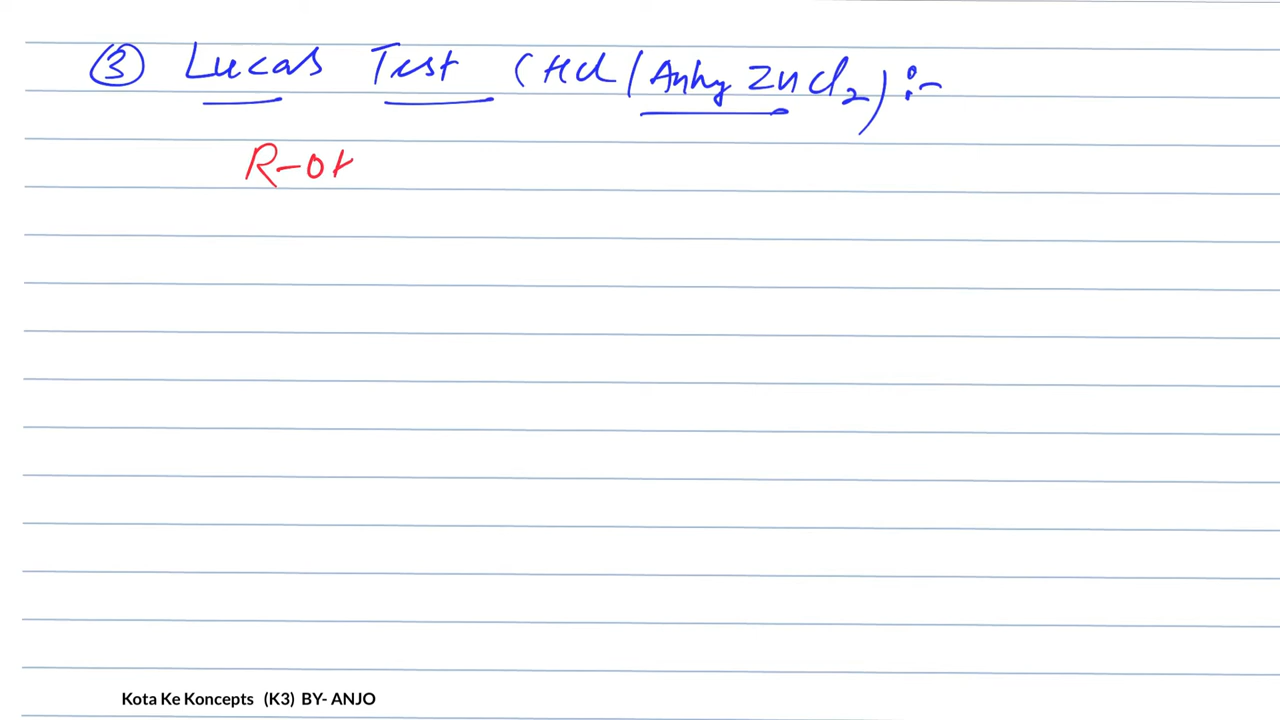 ③ Lucas Test (HCl / Anhy ZnCl₂) :-
R-OH
Kota Ke Koncepts (K3) BY- ANJO